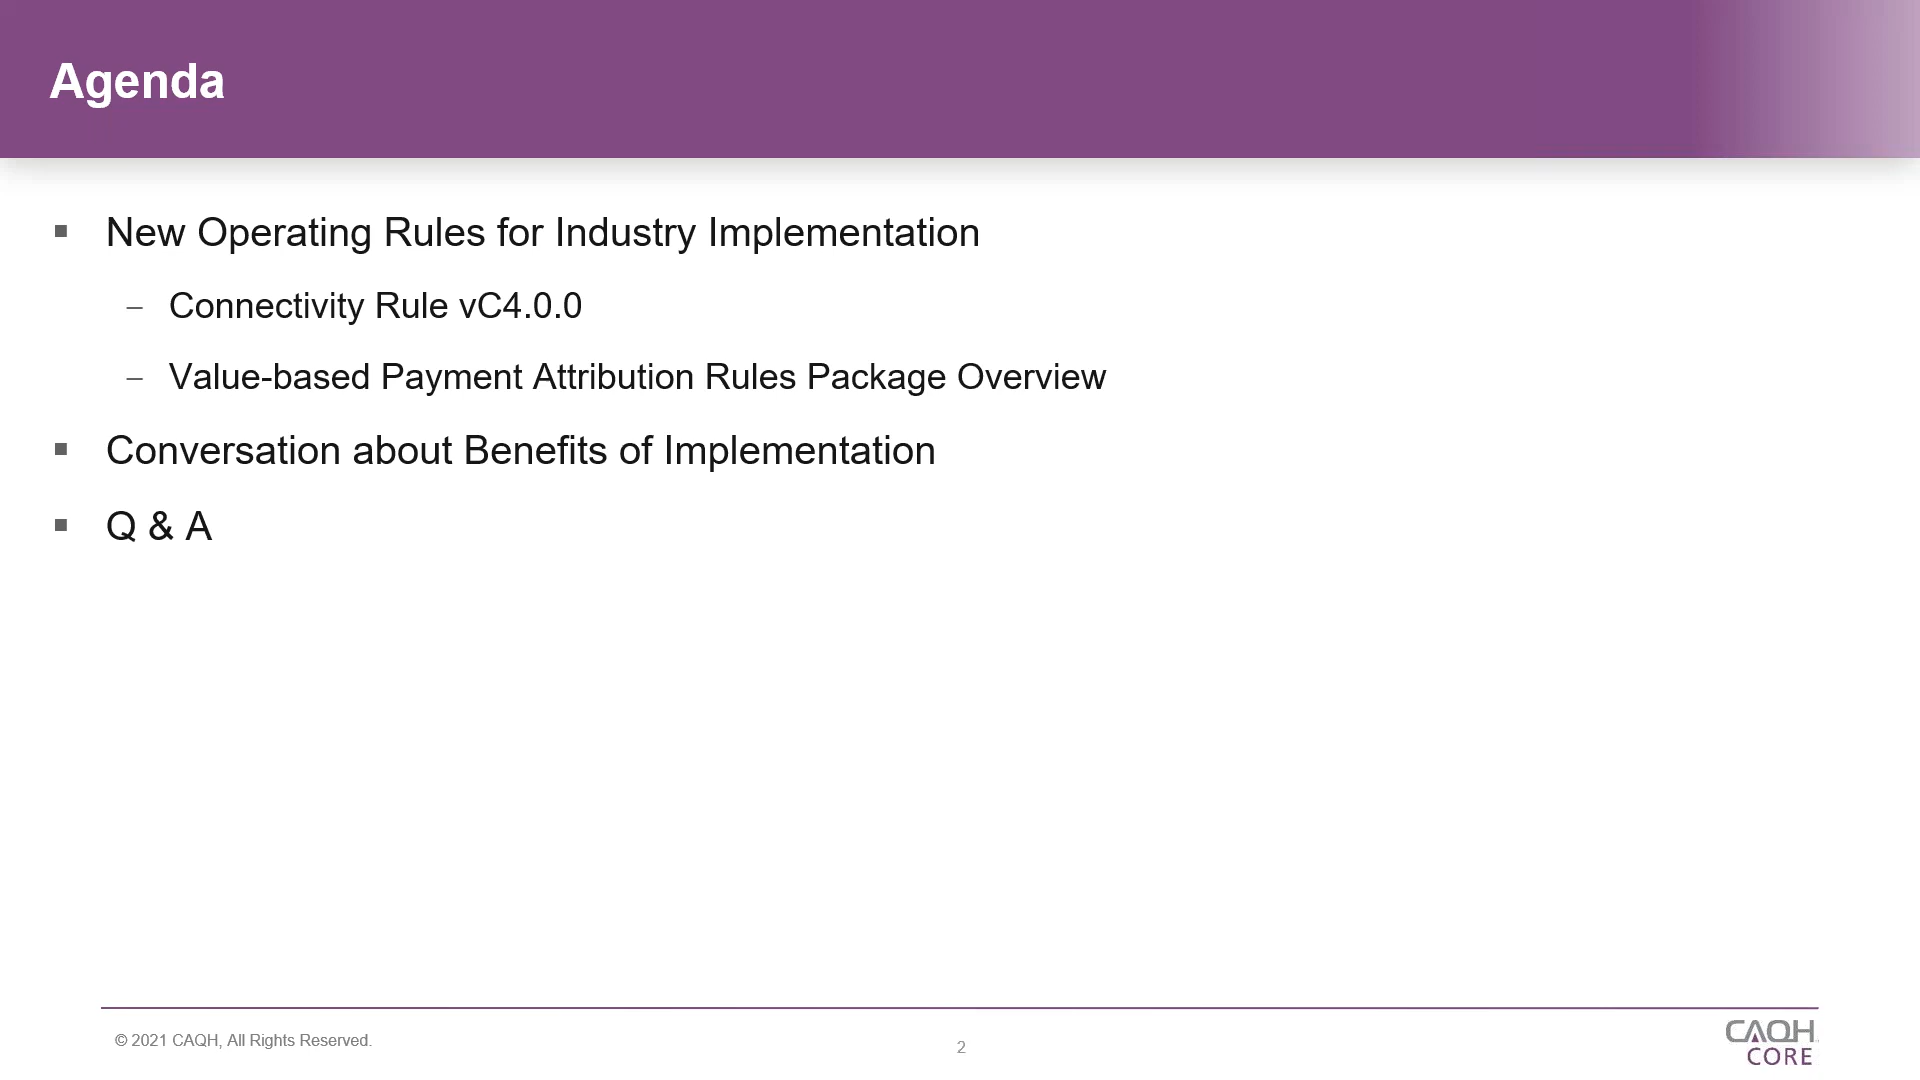 Agenda
▪ New Operating Rules for Industry Implementation
– Connectivity Rule vC4.0.0
– Value-based Payment Attribution Rules Package Overview
▪ Conversation about Benefits of Implementation
▪ Q & A
© 2021 CAQH, All Rights Reserved.
2
CAQH
CORE